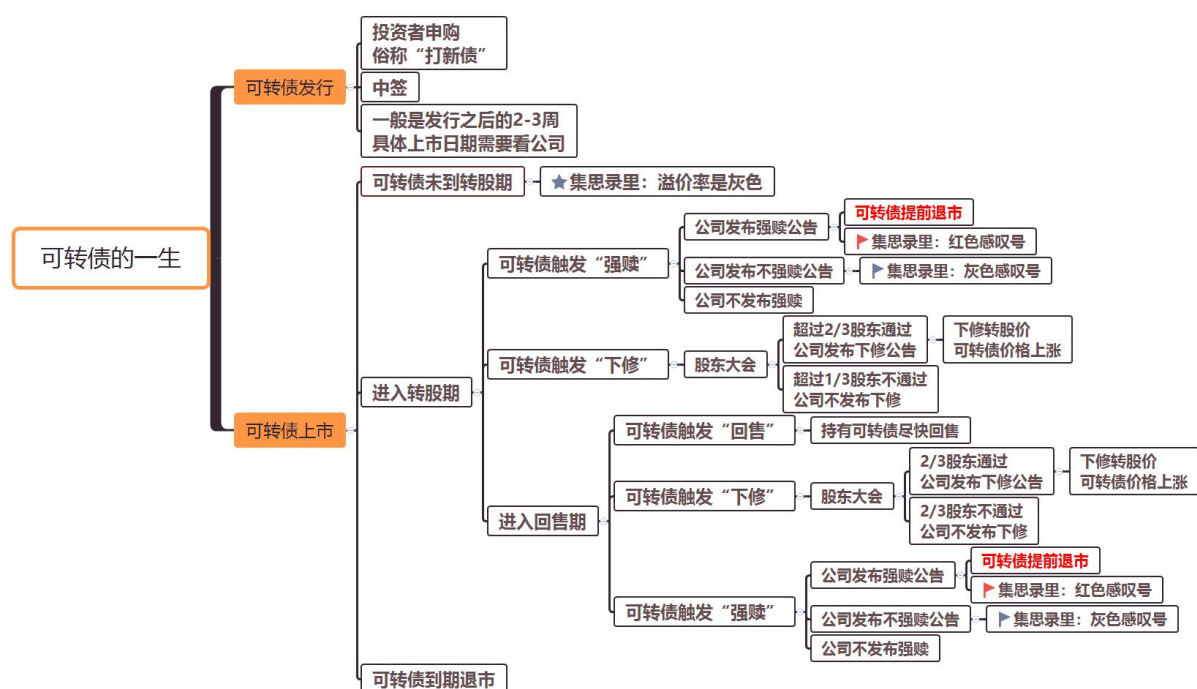 可转债的一生
可转债发行
投资者申购
俗称“打新债”
中签
一般是发行之后的2-3周
具体上市日期需要看公司
可转债上市
可转债未到转股期
集思录里：溢价率是灰色
进入转股期
可转债触发“强赎”
公司发布强赎公告
可转债提前退市
集思录里：红色感叹号
公司发布不强赎公告
集思录里：灰色感叹号
公司不发布强赎
可转债触发“下修”
股东大会
超过2/3股东通过
公司发布下修公告
下修转股价
可转债价格上涨
超过1/3股东不通过
公司不发布下修
进入回售期
可转债触发“回售”
持有可转债尽快回售
可转债触发“下修”
股东大会
2/3股东通过
公司发布下修公告
下修转股价
可转债价格上涨
2/3股东不通过
公司不发布下修
可转债触发“强赎”
公司发布强赎公告
可转债提前退市
集思录里：红色感叹号
公司发布不强赎公告
集思录里：灰色感叹号
公司不发布强赎
可转债到期退市